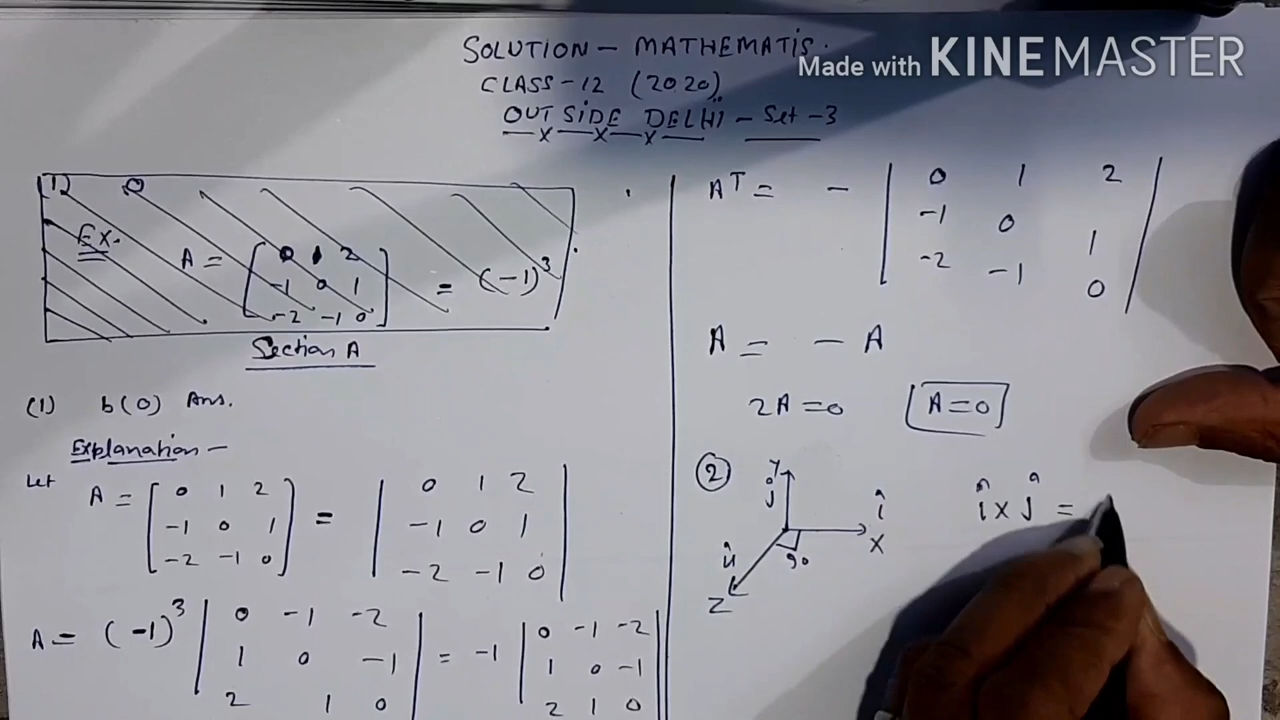 SOLUTION - MATHEMATIS.
Made with KINEMASTER
CLASS-12 (2020)
OUT SIDE DELHI - Set-3
—x—x—x—
Ex.
A = [ 0 1 2
-1 0 1
-2 -1 0 ] = (-1)³
Section A
(1) b(0) Ans.
Explanation -
Let
A = [ 0 1 2
-1 0 1
-2 -1 0 ] = | 0 1 2
-1 0 1
-2 -1 0 |
A = (-1)³ | 0 -1 -2
1 0 -1
2 1 0 | = -1 | 0 -1 -2
1 0 -1
2 1 0 |
Aᵀ = - | 0 1 2
-1 0 1
-2 -1 0 |
A = - A
2A = 0 A = 0
② Y
ĵ
î
X
90
Z
î x ĵ =